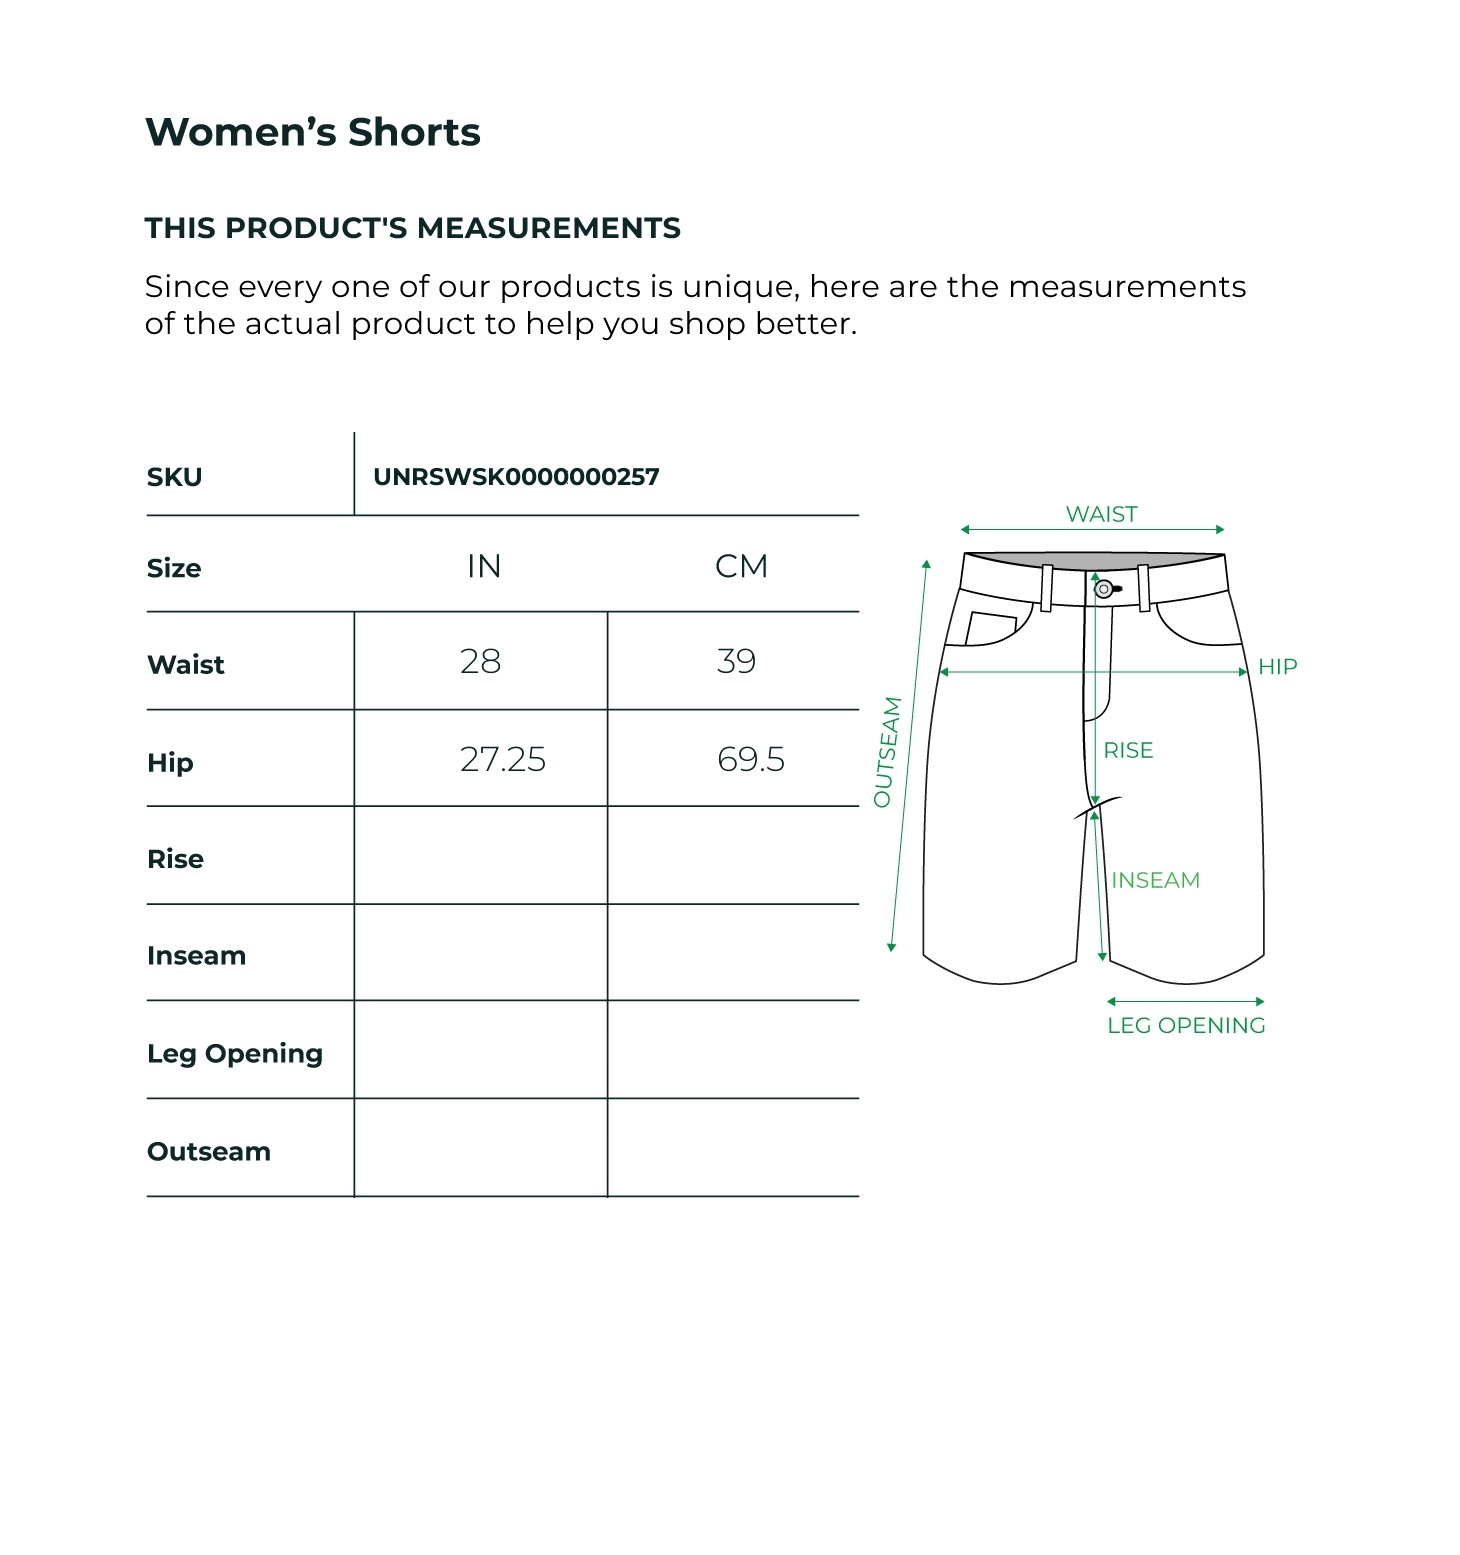 Women’s Shorts
THIS PRODUCT'S MEASUREMENTS
Since every one of our products is unique, here are the measurements
of the actual product to help you shop better.
SKU UNRSWSK0000000257
Size IN CM
Waist 28 39
Hip 27.25 69.5
Rise
Inseam
Leg Opening
Outseam
WAIST
HIP
OUTSEAM
RISE
INSEAM
LEG OPENING